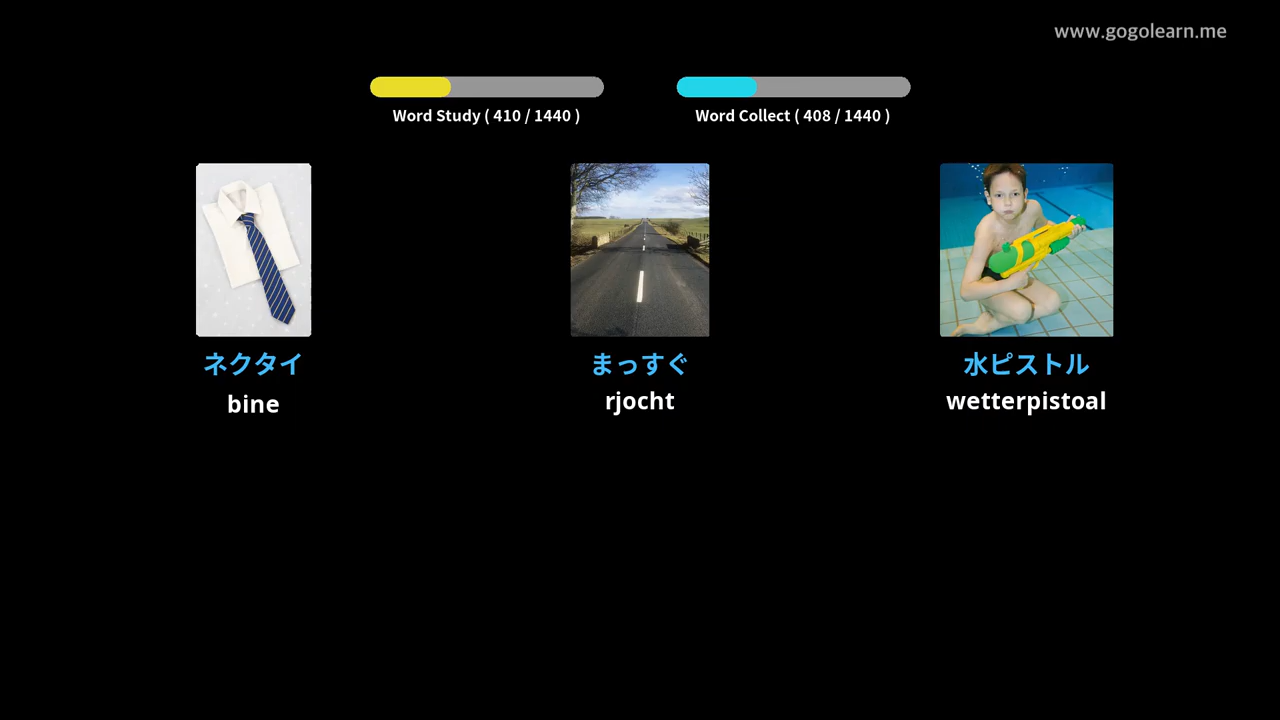 www.gogolearn.me
Word Study ( 410 / 1440 )
Word Collect ( 408 / 1440 )
ネクタイ
bine
まっすぐ
rjocht
水ピストル
wetterpistoal